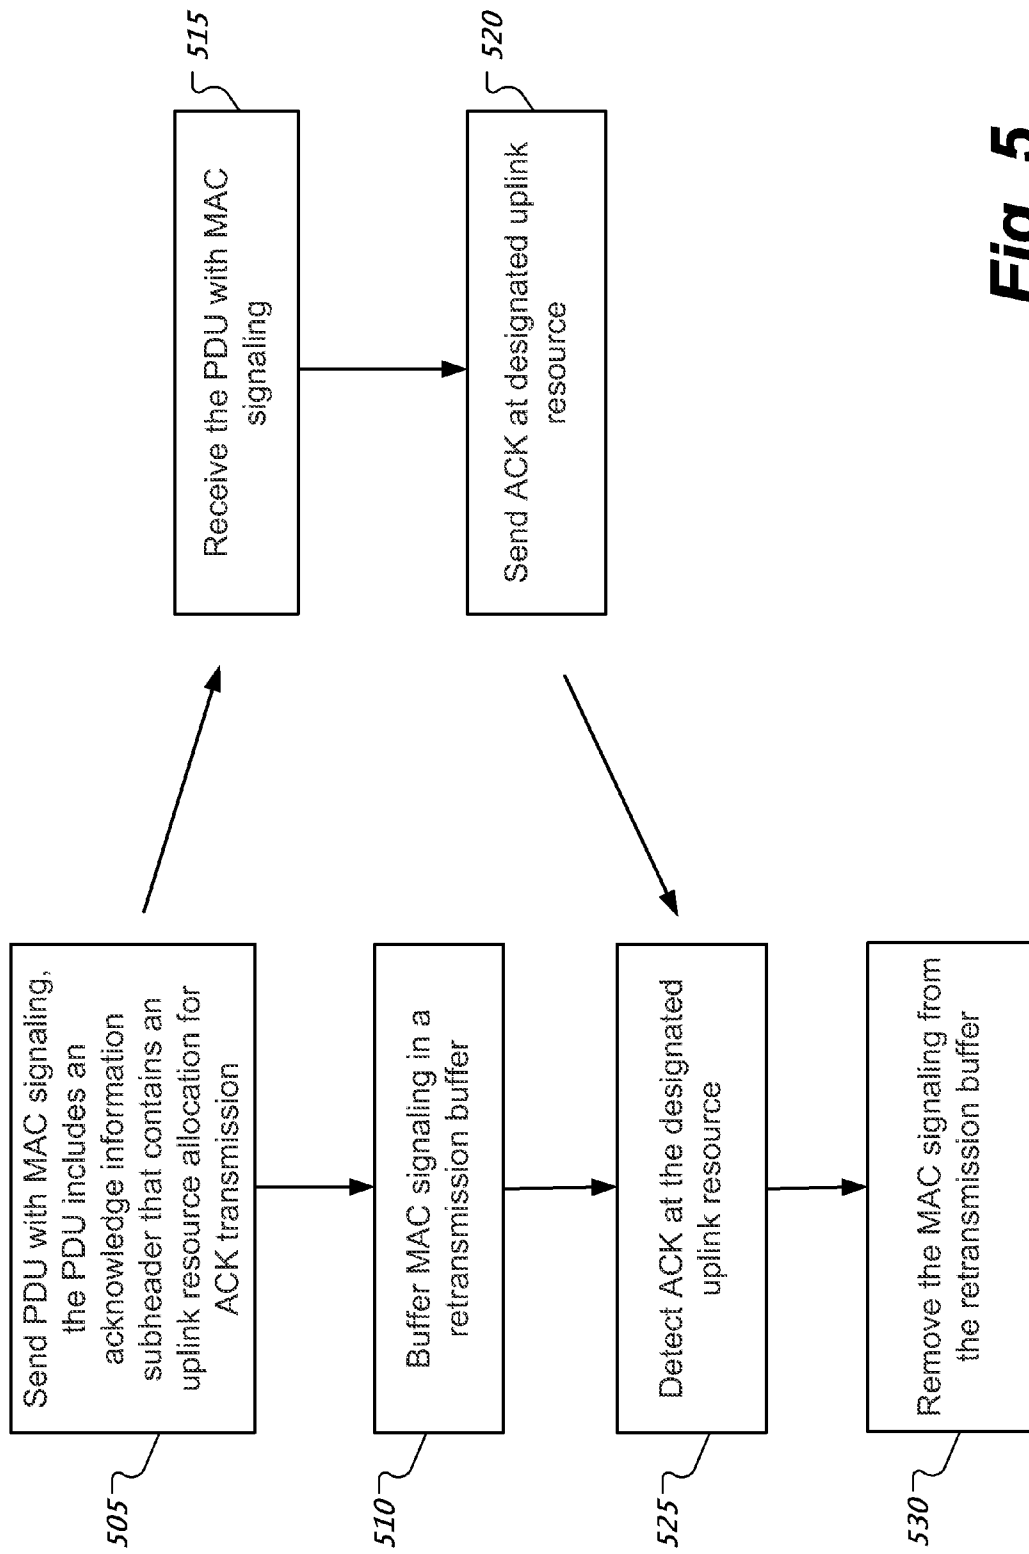 505
Send PDU with MAC signaling,
the PDU includes an
acknowledge information
subheader that contains an
uplink resource allocation for
ACK transmission
510
Buffer MAC signaling in a
retransmission buffer
515
Receive the PDU with MAC
signaling
520
Send ACK at designated uplink
resource
525
Detect ACK at the designated
uplink resource
530
Remove the MAC signaling from
the retransmission buffer
Fig. 5